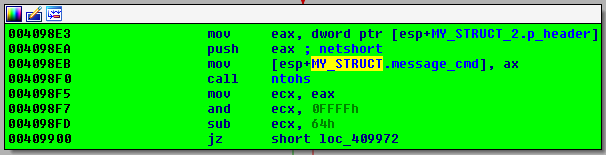 004098E3 mov eax, dword ptr [esp+MY_STRUCT_2.p_header]
004098EA push eax ; netshort
004098EB mov [esp+MY_STRUCT.message_cmd], ax
004098F0 call ntohs
004098F5 mov ecx, eax
004098F7 and ecx, 0FFFFh
004098FD sub ecx, 64h
00409900 jz short loc_409972